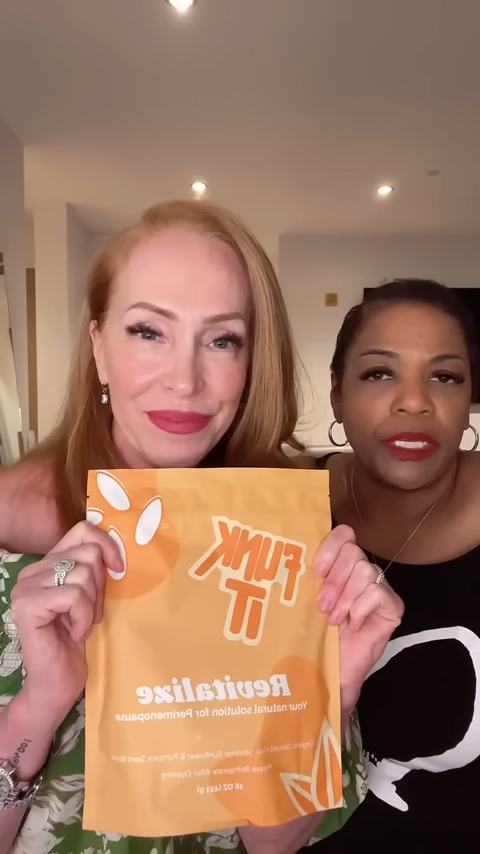 FUNK
IT
Revitalize
Your natural solution for Perimenopause
Organic Ground Flax, Sesame, Sunflower & Pumpkin Seed Blend
Please Refrigerate After Opening
16 OZ (453 g)